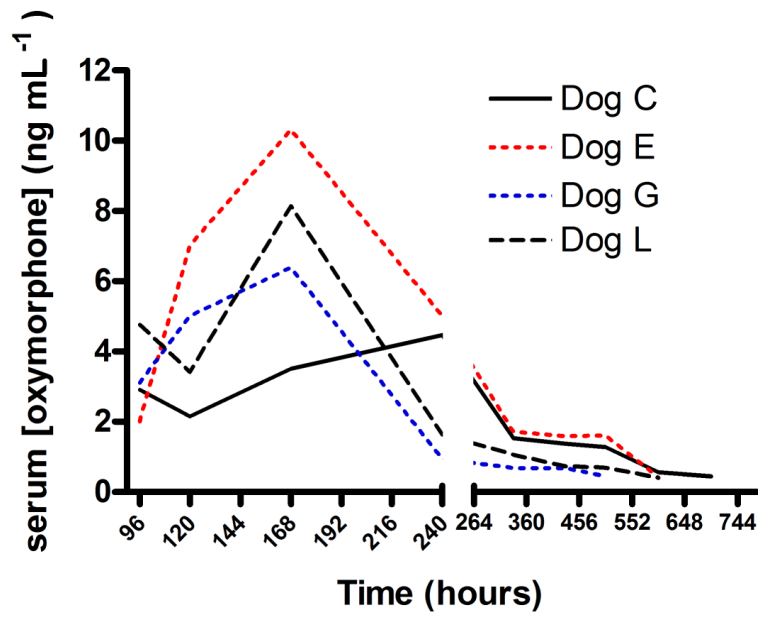 serum [oxymorphone] (ng mL⁻¹)
12
10
8
6
4
2
0
Dog C
Dog E
Dog G
Dog L
96 120 144 168 192 216 240 264 360 456 552 648 744
Time (hours)